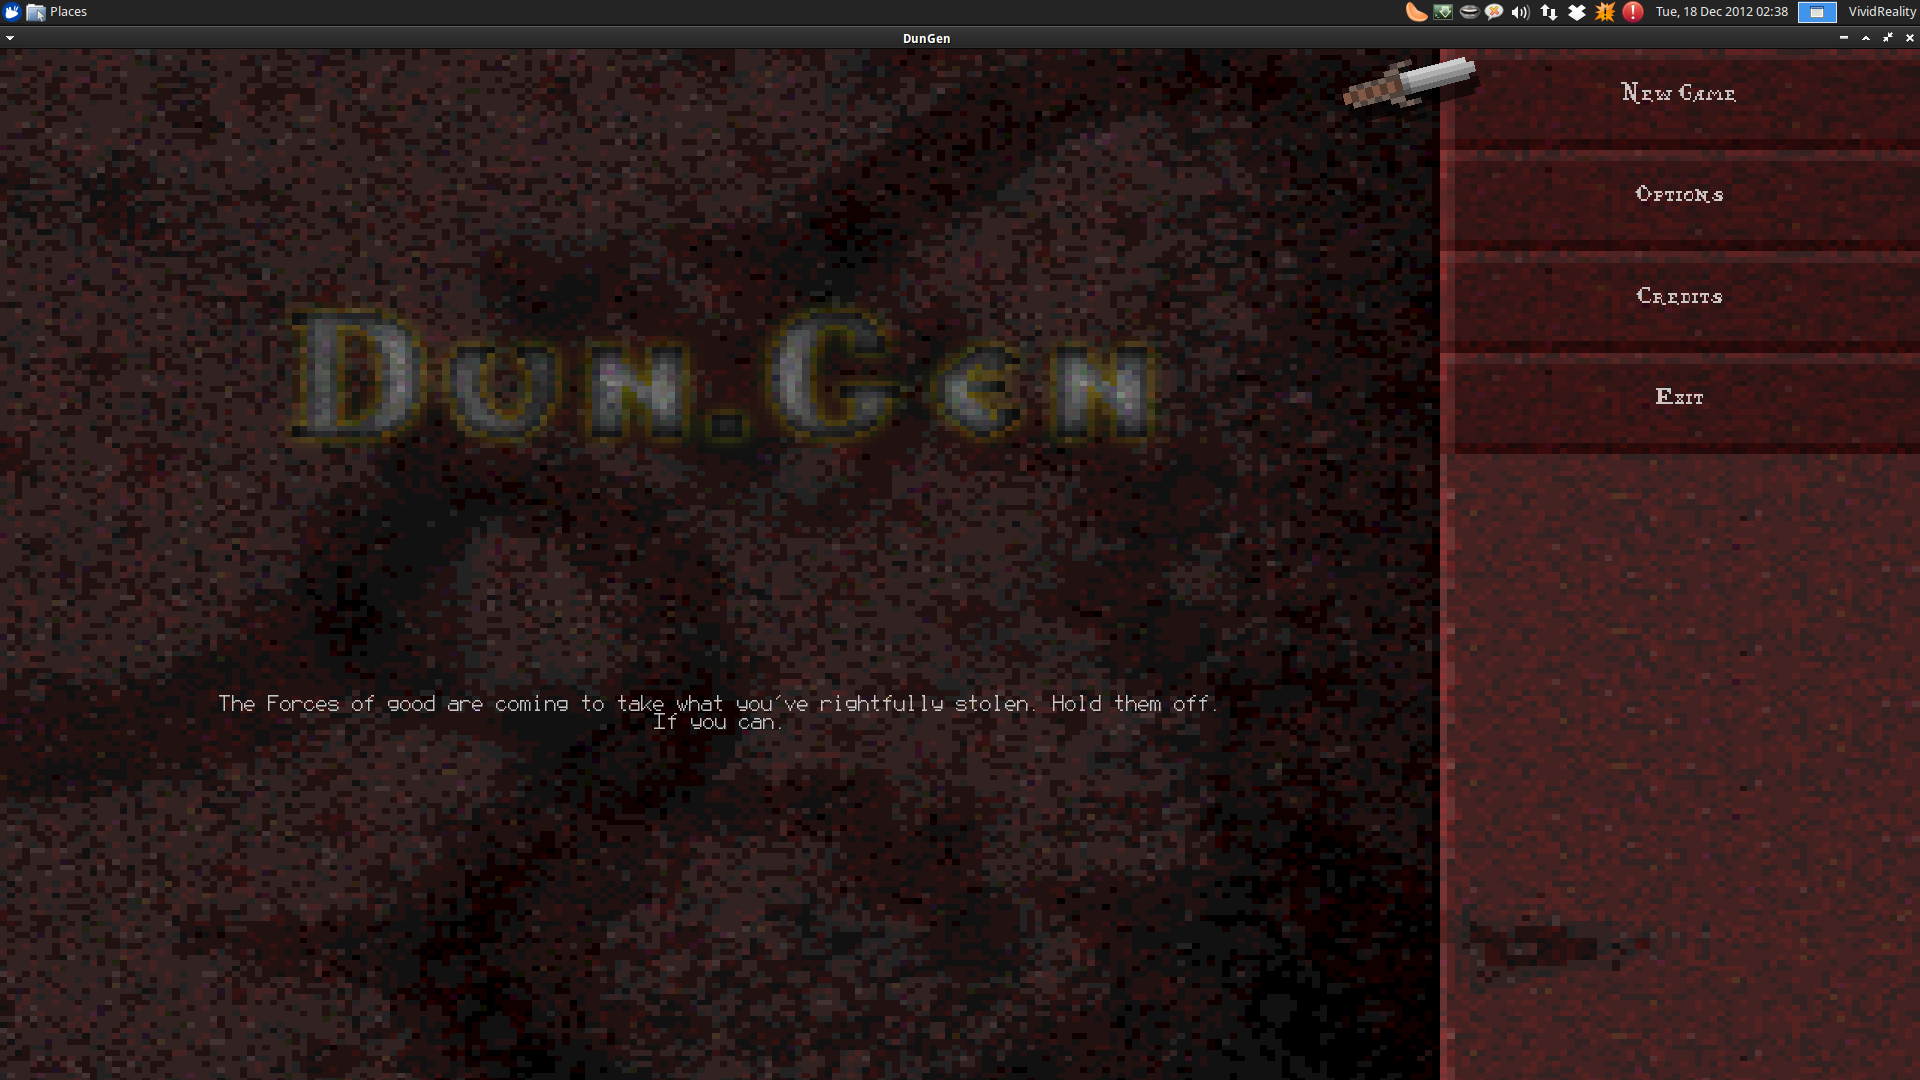 Places
Tue, 18 Dec 2012 02:38
VividReality
DunGen
New Game
Options
Credits
Exit
Dun.Gen
The Forces of good are coming to take what you've rightfully stolen. Hold them off.
If you can.